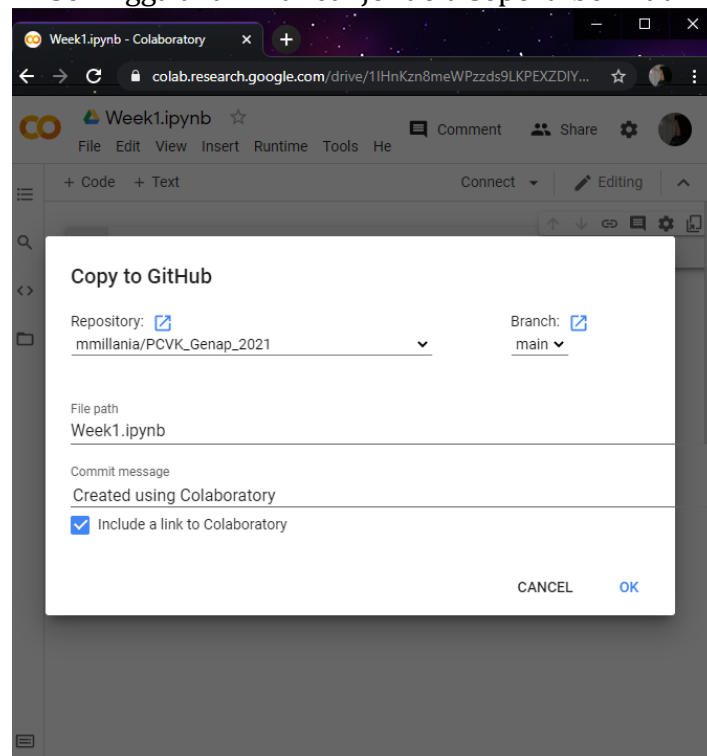 Week1.ipynb - Colaboratory
colab.research.google.com/drive/1lHnKzn8meWPzzds9LKPEXZDIY...
Week1.ipynb
Comment Share
File Edit View Insert Runtime Tools He
+ Code + Text Connect Editing
Copy to GitHub
Repository: Branch:
mmillania/PCVK_Genap_2021 main
File path
Week1.ipynb
Commit message
Created using Colaboratory
Include a link to Colaboratory
CANCEL OK